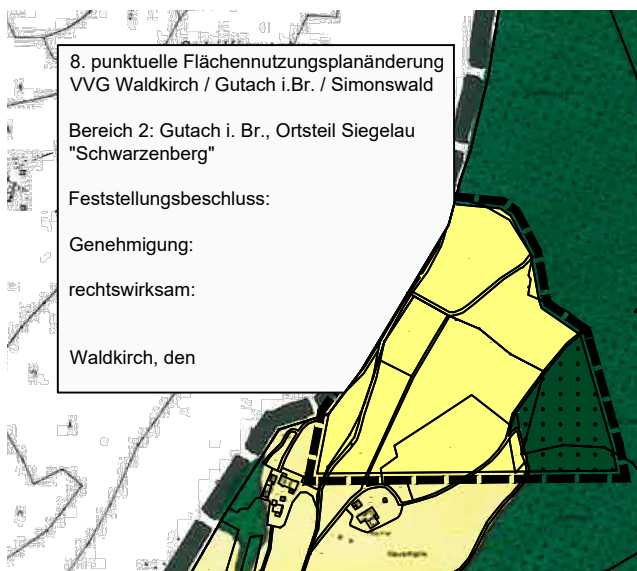 8. punktuelle Flächennutzungsplanänderung
VVG Waldkirch / Gutach i.Br. / Simonswald
Bereich 2: Gutach i. Br., Ortsteil Siegelau
"Schwarzenberg"
Feststellungsbeschluss:
Genehmigung:
rechtswirksam:
Waldkirch, den